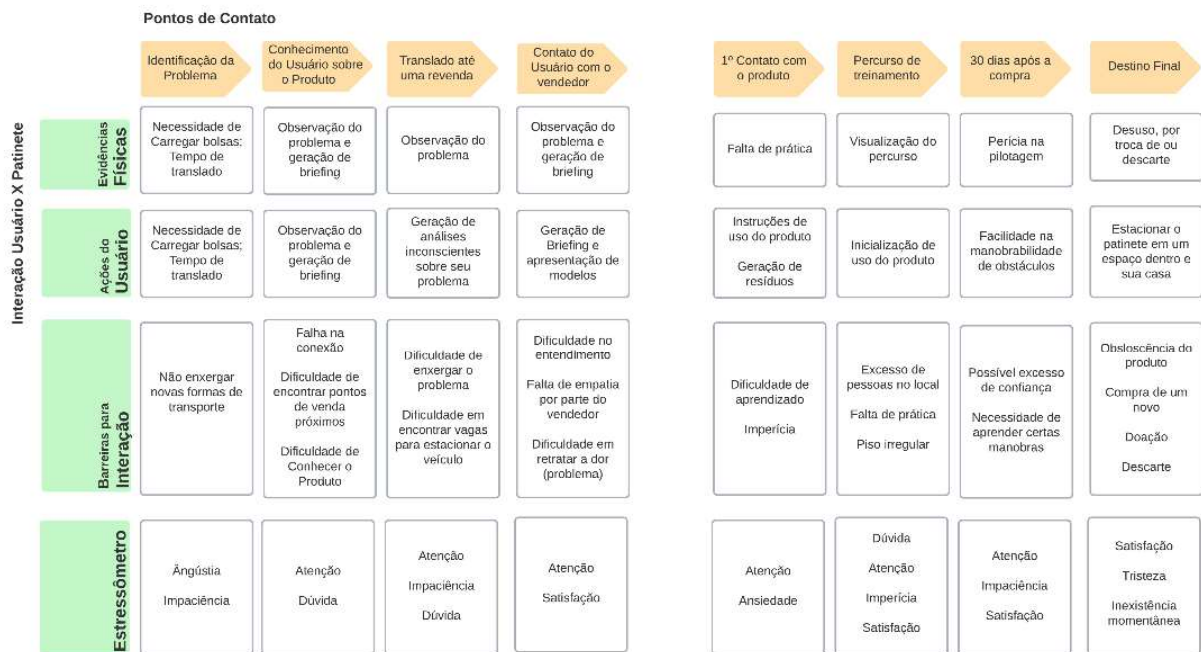 Pontos de Contato
Interação Usuário X Patinete
Identificação da
Problema
Conhecimento
do Usuário sobre
o Produto
Translado até
uma revenda
Contato do
Usuário com o
vendedor
1º Contato com
o produto
Percurso de
treinamento
30 dias após a
compra
Destino Final
Evidências
Físicas
Necessidade de
Carregar bolsas;
Tempo de
translado
Observação do
problema e
geração de
briefing
Observação do
problema
Observação do
problema e
geração de
briefing
Falta de prática
Visualização do
percurso
Perícia na
pilotagem
Desuso, por
troca de ou
descarte
Ações do
Usuário
Necessidade de
Carregar bolsas;
Tempo de
translado
Observação do
problema e
geração de
briefing
Geração de
análises
inconscientes
sobre seu
problema
Geração de
Briefing e
apresentação de
modelos
Instruções de
uso do produto
Geração de
resíduos
Inicialização de
uso do produto
Facilidade na
manobrabilidade
de obstáculos
Estacionar o
patinete em um
espaço dentro e
sua casa
Barreiras para
Interação
Não enxergar
novas formas de
transporte
Falha na
conexão
Dificuldade de
encontrar pontos
de venda
próximos
Dificuldade de
Conhecer o
Produto
Dificuldade de
enxergar o
problema
Dificuldade em
encontrar vagas
para estacionar o
veículo
Dificuldade no
entendimento
Falta de empatia
por parte do
vendedor
Dificuldade em
retratar a dor
(problema)
Dificuldade de
aprendizado
Imperícia
Excesso de
pessoas no local
Falta de prática
Piso irregular
Possível excesso
de confiança
Necessidade de
aprender certas
manobras
Obsloscência do
produto
Compra de um
novo
Doação
Descarte
Estressômetro
Ângústia
Impaciência
Atenção
Dúvida
Atenção
Impaciência
Dúvida
Atenção
Satisfação
Atenção
Ansiedade
Dúvida
Atenção
Imperícia
Satisfação
Atenção
Impaciência
Satisfação
Satisfação
Tristeza
Inexistência
momentânea